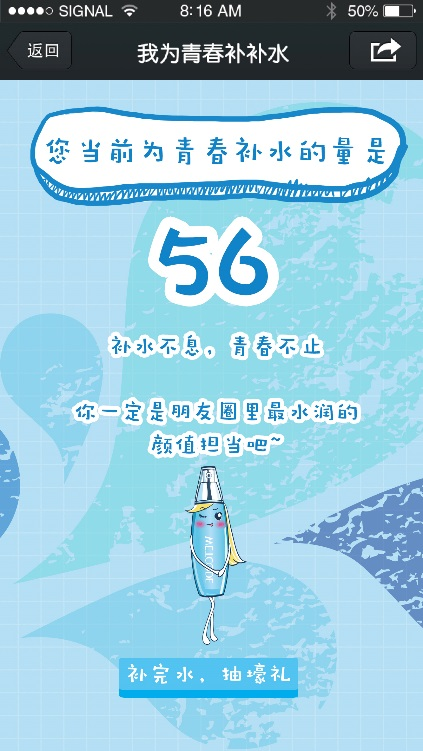 SIGNAL 8:16 AM 50%
返回 我为青春补补水
您当前为青春补水的量是
56
补水不息，青春不止
你一定是朋友圈里最水润的
颜值担当吧~
补完水，抽壕礼